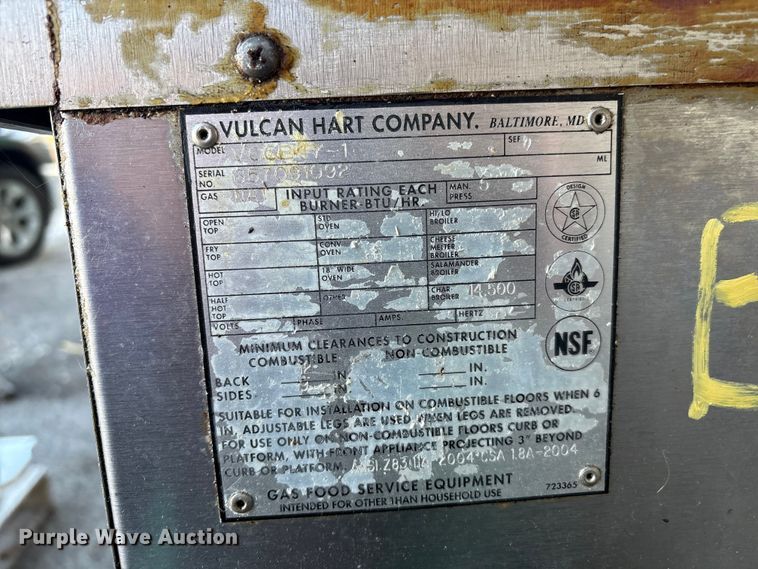 VULCAN HART COMPANY. BALTIMORE, MD
MODEL
SERIAL NO.
ML
GAS
INPUT RATING EACH
BURNER-BTU/HR.
MAN. PRESS. 5
OPEN TOP STD OVEN HI/LO BROILER
FRY TOP CONV OVEN CHEESE MELTER BROILER
HOT TOP 18" WIDE OVEN SALAMANDER BROILER
HALF HOT TOP OTHER CHAR BROILER 14,500
VOLTS PHASE AMPS. HERTZ
DESIGN
CERTIFIED
CERTIFIED
NSF
MINIMUM CLEARANCES TO CONSTRUCTION
COMBUSTIBLE NON-COMBUSTIBLE
BACK IN. IN.
SIDES IN. IN.
SUITABLE FOR INSTALLATION ON COMBUSTIBLE FLOORS WHEN 6
IN, ADJUSTABLE LEGS ARE USED. WHEN LEGS ARE REMOVED.
FOR USE ONLY ON NON-COMBUSTIBLE FLOORS CURB OR
PLATFORM, WITH FRONT APPLIANCE PROJECTING 3" BEYOND
CURB OR PLATFORM. 2004 CSA 1.8A-2004
GAS FOOD SERVICE EQUIPMENT
INTENDED FOR OTHER THAN HOUSEHOLD USE
723365
E
Purple Wave Auction